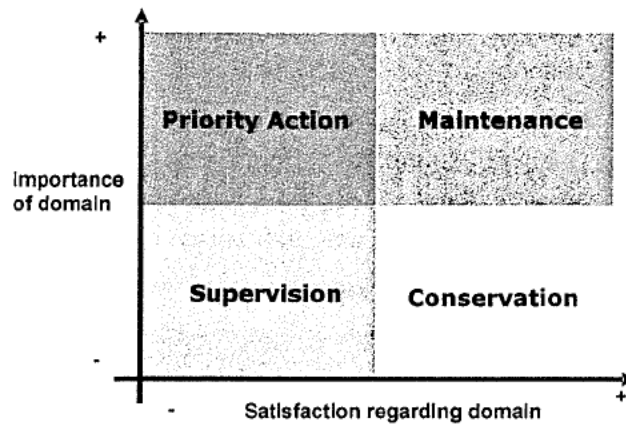 +
Priority Action
Maintenance
Importance
of domain
Supervision
Conservation
-
+
-
Satisfaction regarding domain